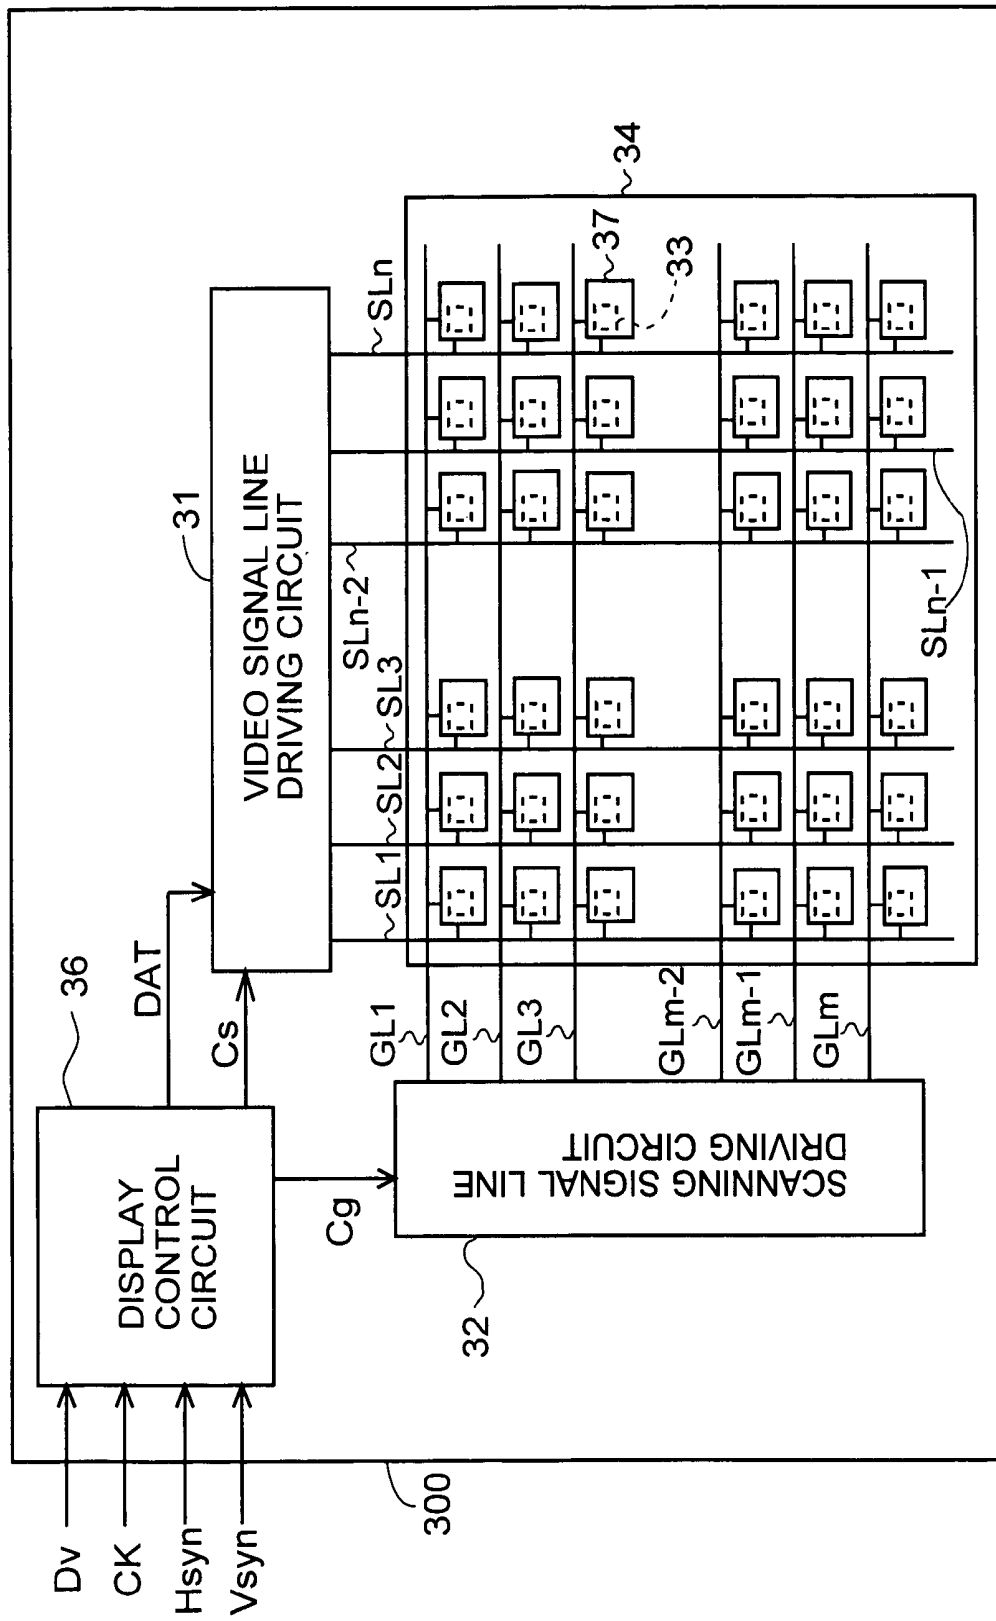 Dv
CK
Hsyn
Vsyn
300
36
DISPLAY
CONTROL
CIRCUIT
DAT
Cs
Cg
31
VIDEO SIGNAL LINE
DRIVING CIRCUIT
32
SCANNING SIGNAL LINE
DRIVING CIRCUIT
SL1
SL2
SL3
SLn-2
SLn
34
37
33
GL1
GL2
GL3
GLm-2
GLm-1
GLm
SLn-1